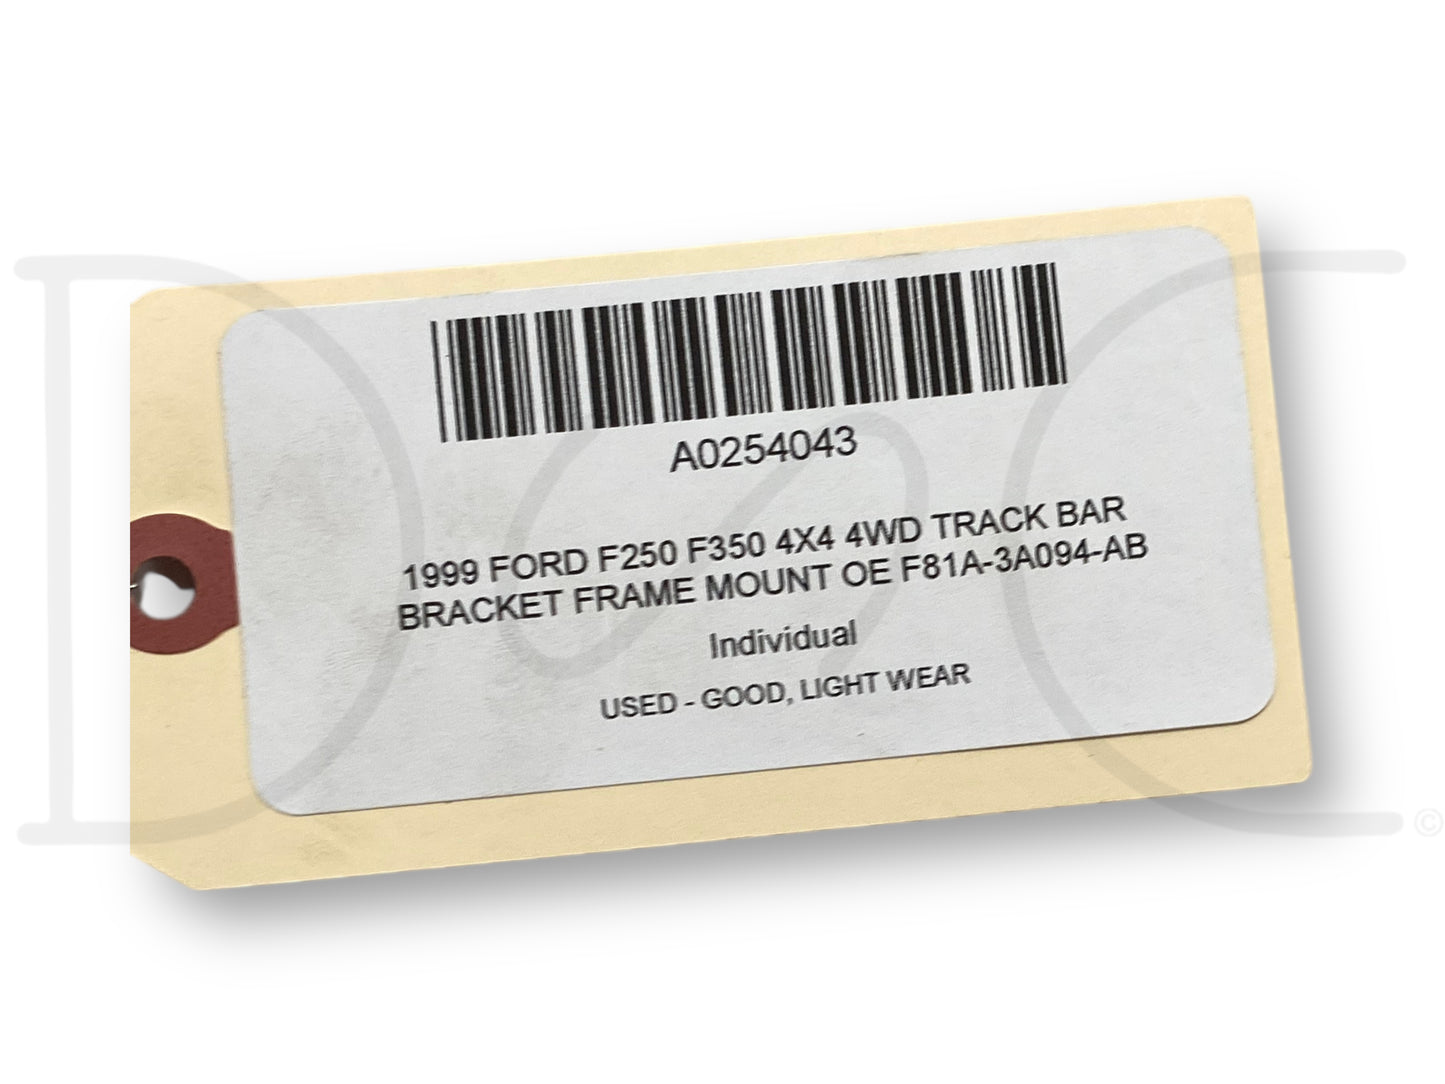 A0254043
1999 FORD F250 F350 4X4 4WD TRACK BAR
BRACKET FRAME MOUNT OE F81A-3A094-AB
Individual
USED - GOOD, LIGHT WEAR
©